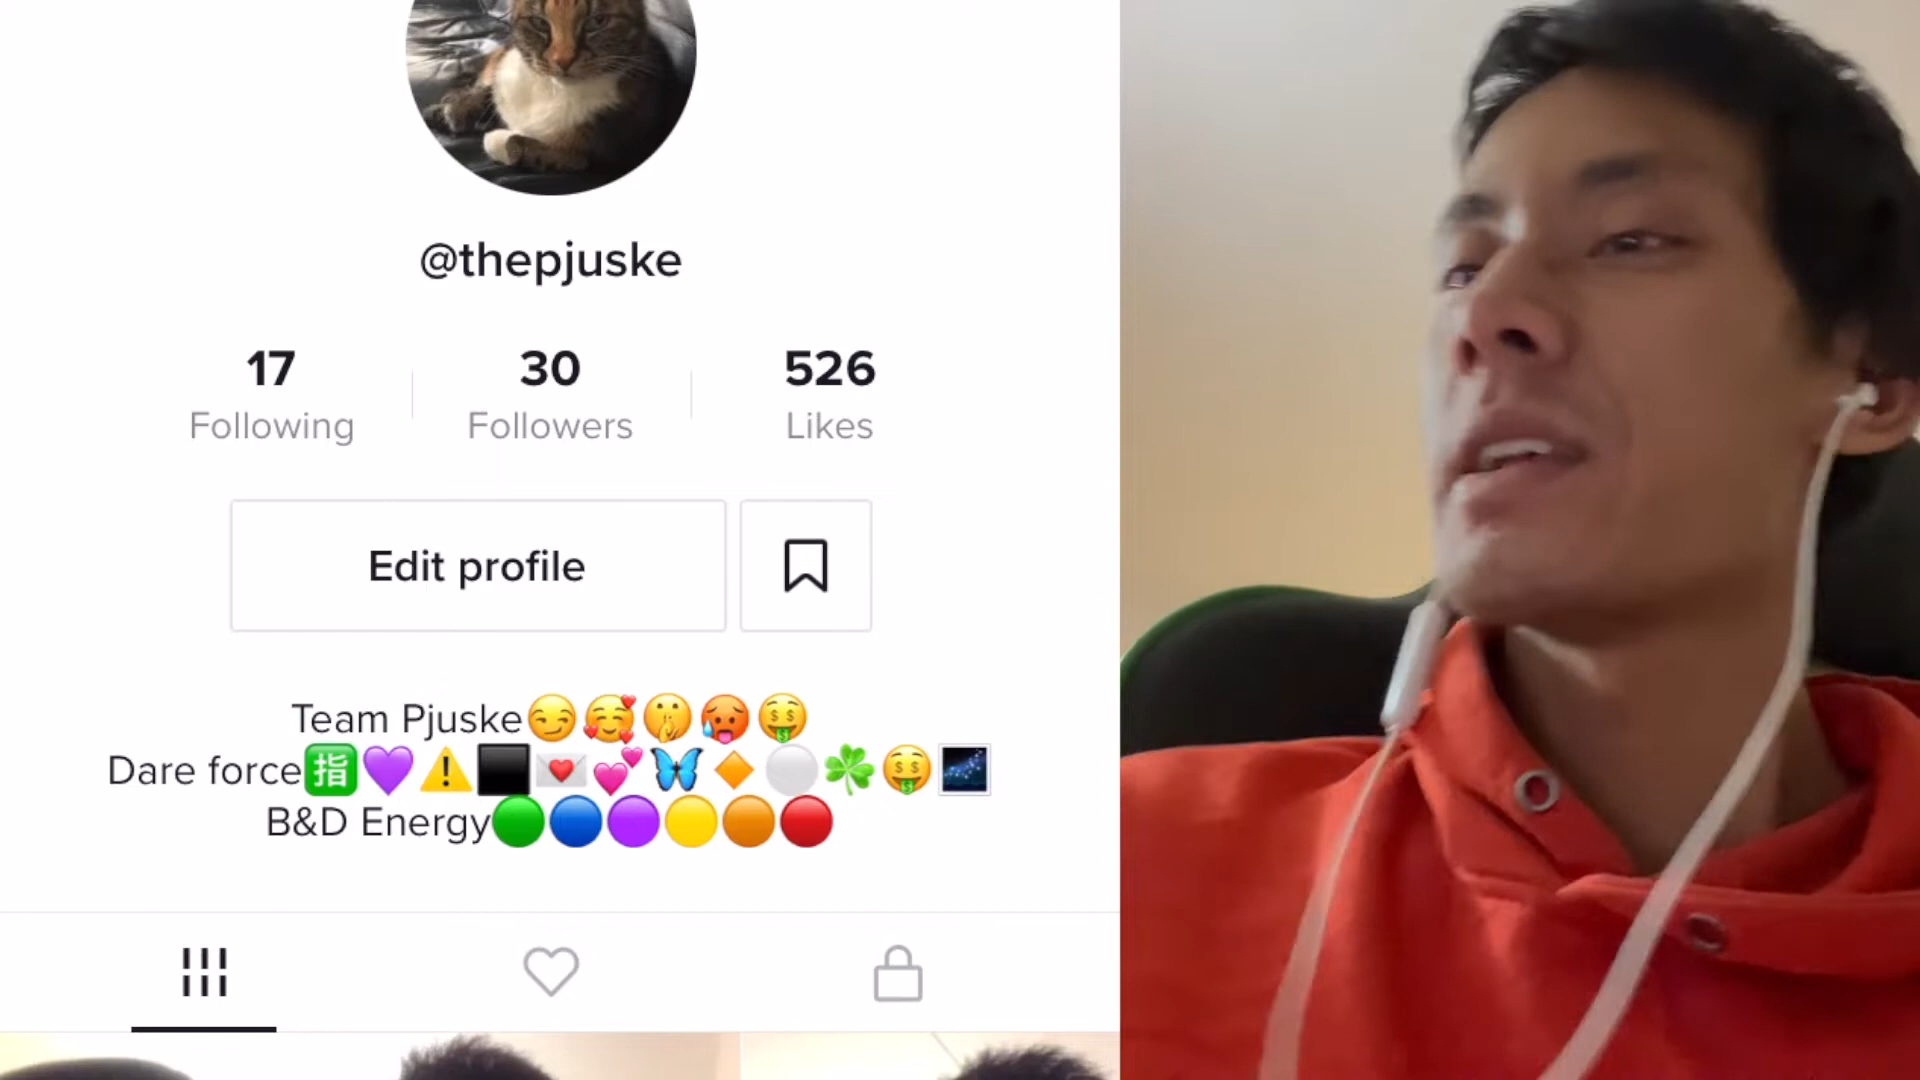 @thepjuske
17 30 526
Following Followers Likes
Edit profile
Team Pjuske😏🥰🤫🥵🤑
Dare force🈯💜⚠️⬛💌💕🦋🔸⚪☘️🤑🌌
B&D Energy🟢🔵🟣🟡🟠🔴